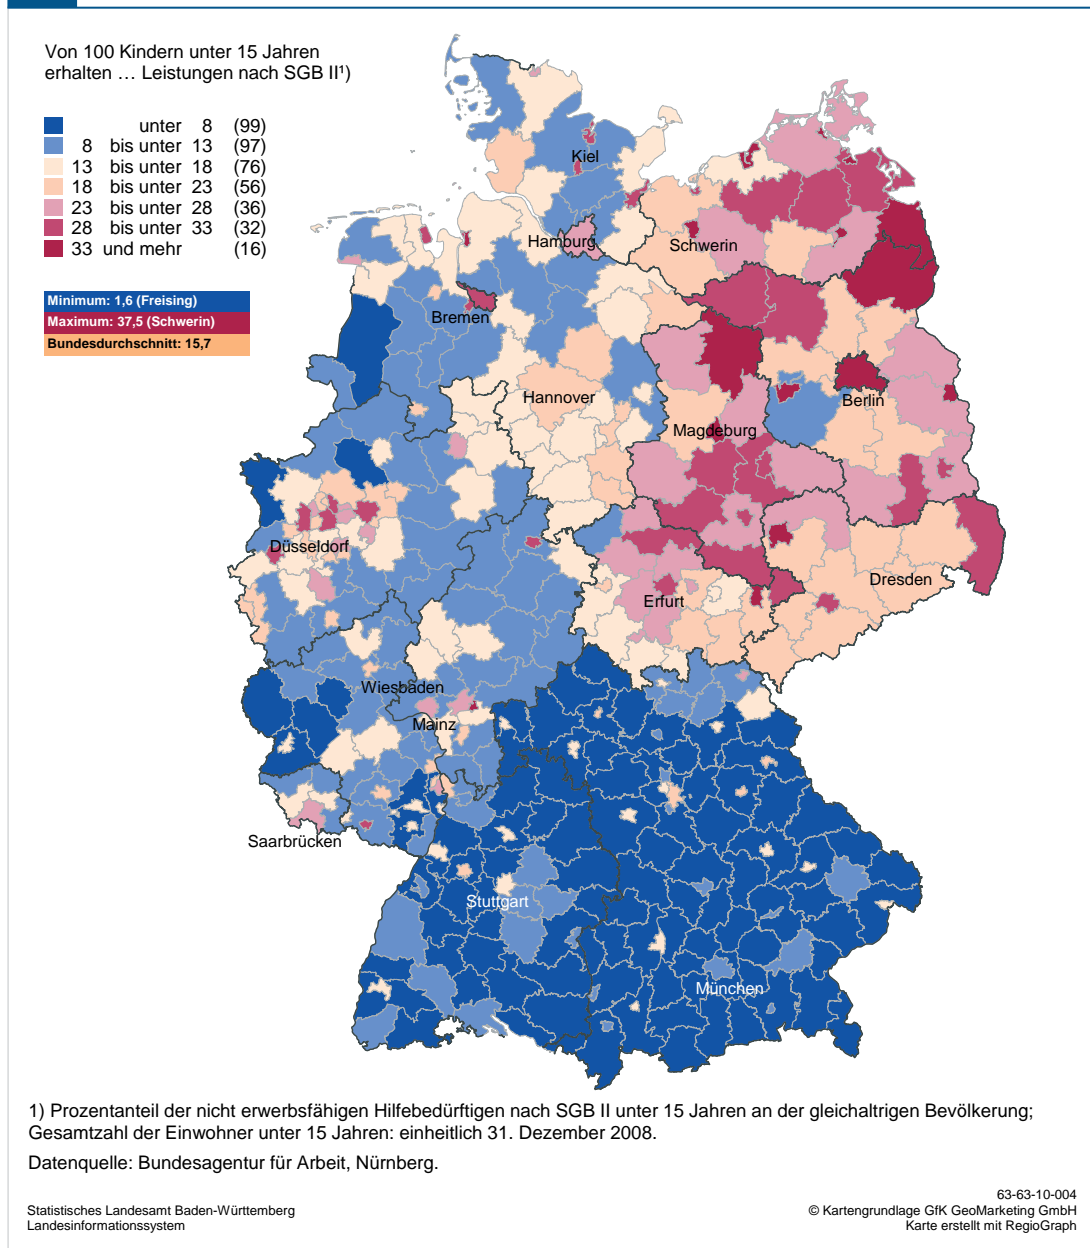 Von 100 Kindern unter 15 Jahren
erhalten … Leistungen nach SGB II¹)
unter 8 (99)
8 bis unter 13 (97)
13 bis unter 18 (76)
18 bis unter 23 (56)
23 bis unter 28 (36)
28 bis unter 33 (32)
33 und mehr (16)
Minimum: 1,6 (Freising)
Maximum: 37,5 (Schwerin)
Bundesdurchschnitt: 15,7
Kiel
Hamburg
Schwerin
Bremen
Hannover
Berlin
Magdeburg
Düsseldorf
Dresden
Erfurt
Wiesbaden
Mainz
Saarbrücken
Stuttgart
München
1) Prozentanteil der nicht erwerbsfähigen Hilfebedürftigen nach SGB II unter 15 Jahren an der gleichaltrigen Bevölkerung;
Gesamtzahl der Einwohner unter 15 Jahren: einheitlich 31. Dezember 2008.
Datenquelle: Bundesagentur für Arbeit, Nürnberg.
63-63-10-004
Statistisches Landesamt Baden-Württemberg
© Kartengrundlage GfK GeoMarketing GmbH
Landesinformationssystem
Karte erstellt mit RegioGraph